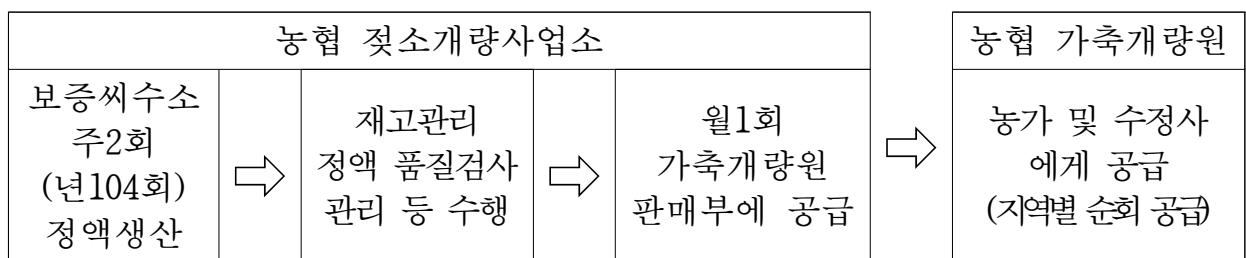 농협 젖소개량사업소
보증씨수소
주2회
(년104회)
정액생산
재고관리
정액 품질검사
관리 등 수행
월1회
가축개량원
판매부에 공급
농협 가축개량원
농가 및 수정사
에게 공급
(지역별 순회 공급)